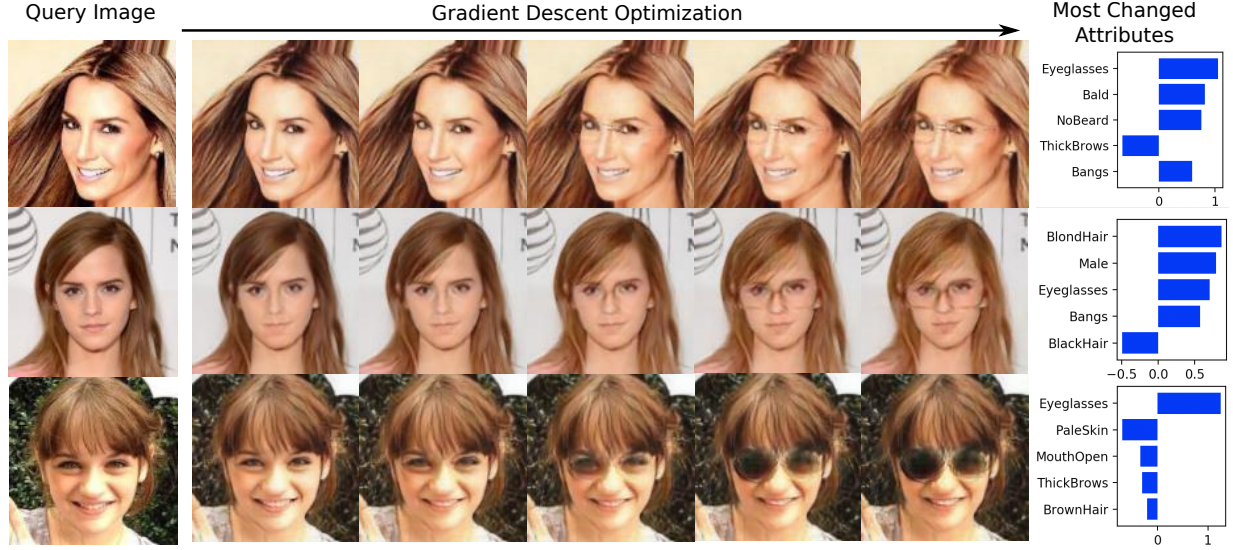 Query Image
Gradient Descent Optimization
Most Changed
Attributes
Eyeglasses
Bald
NoBeard
ThickBrows
Bangs
0 1
BlondHair
Male
Eyeglasses
Bangs
BlackHair
−0.5 0.0 0.5
Eyeglasses
PaleSkin
MouthOpen
ThickBrows
BrownHair
0 1